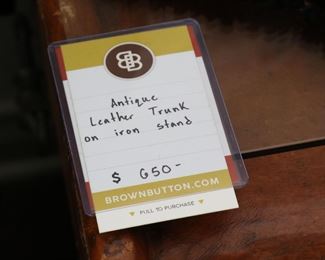 BB
Antique
Leather Trunk
on iron stand
$ 650-
BROWNBUTTON.COM
▼ PULL TO PURCHASE ▼